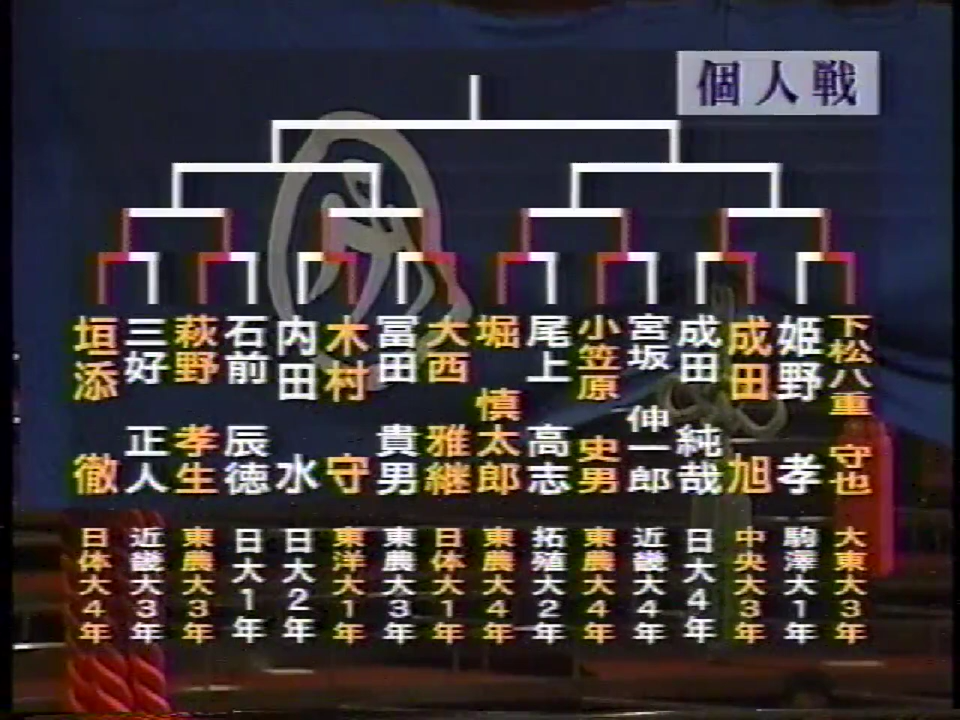 個人戦
下松八重 守也
大東大3年
姫野 孝
駒澤大1年
成田 旭
中央大3年
成田 純哉
日大4年
宮坂 伸一郎
近畿大4年
小笠原 史男
東農大4年
尾上 高志
拓殖大2年
堀 慎太郎
東農大4年
大西 雅継
日体大1年
冨田 貴男
東農大3年
木村 守
東洋大1年
内田 水
日大2年
石前 辰徳
日大1年
萩野 孝生
東農大3年
三好 正人
近畿大3年
垣添 徹
日体大4年